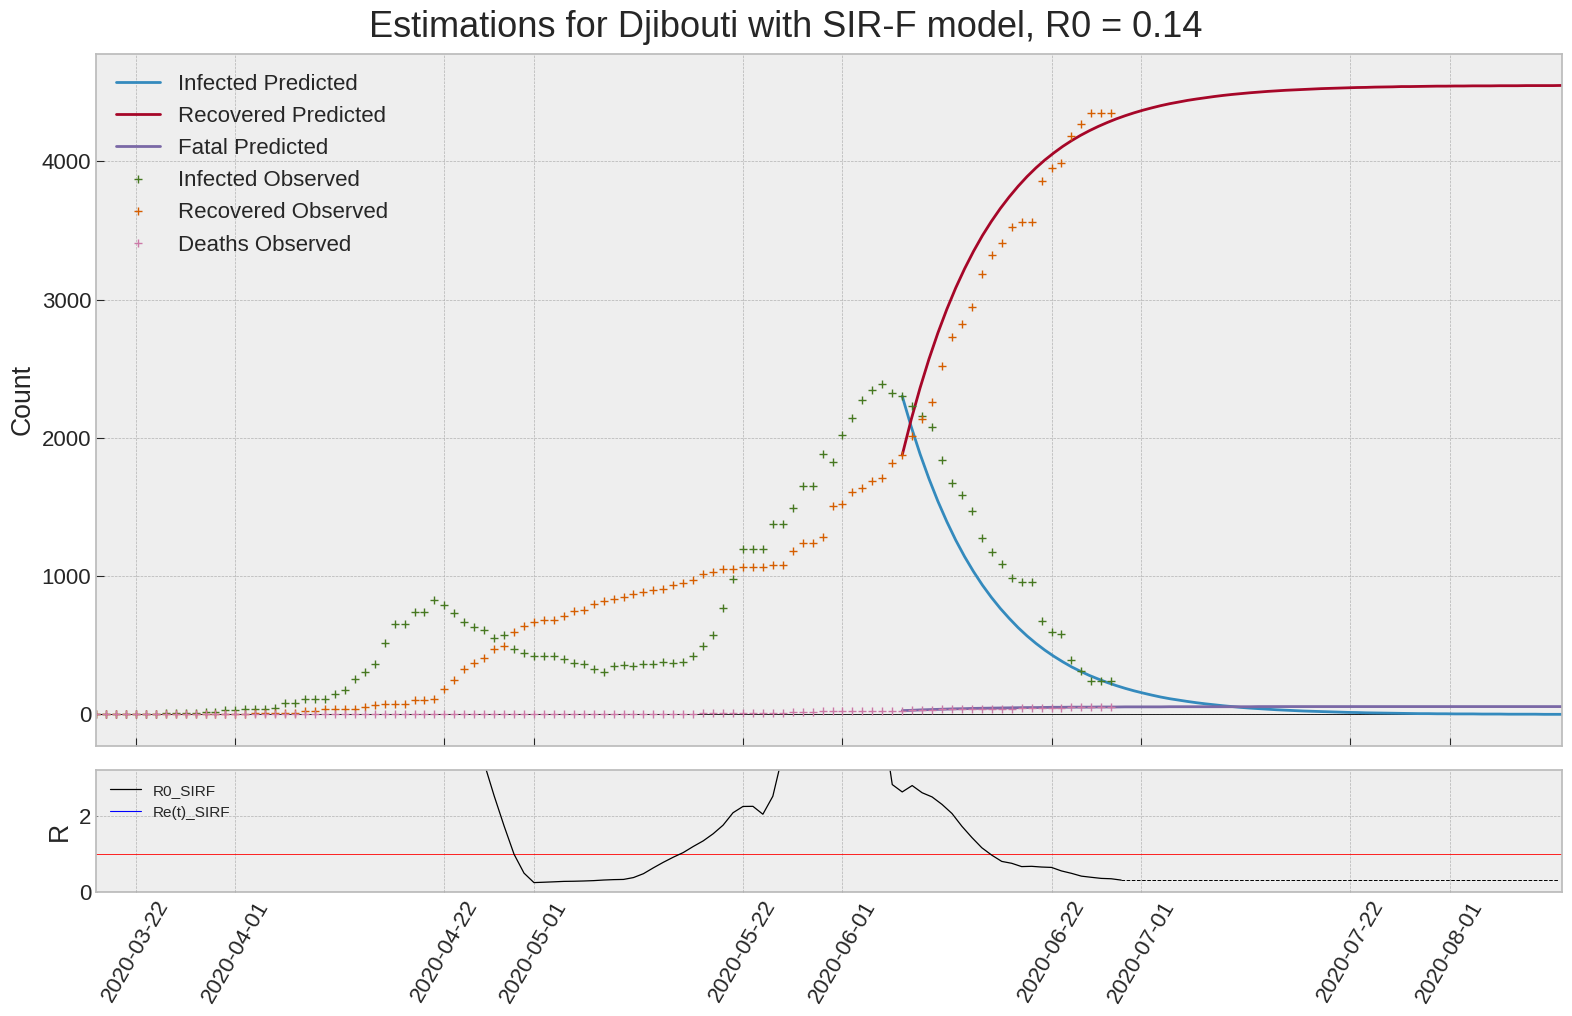 Estimations for Djibouti with SIR-F model, R0 = 0.14
Infected Predicted
Recovered Predicted
Fatal Predicted
Infected Observed
Recovered Observed
Deaths Observed
Count
4000
3000
2000
1000
0
R0_SIRF
Re(t)_SIRF
R
2
0
2020-03-22
2020-04-01
2020-04-22
2020-05-01
2020-05-22
2020-06-01
2020-06-22
2020-07-01
2020-07-22
2020-08-01